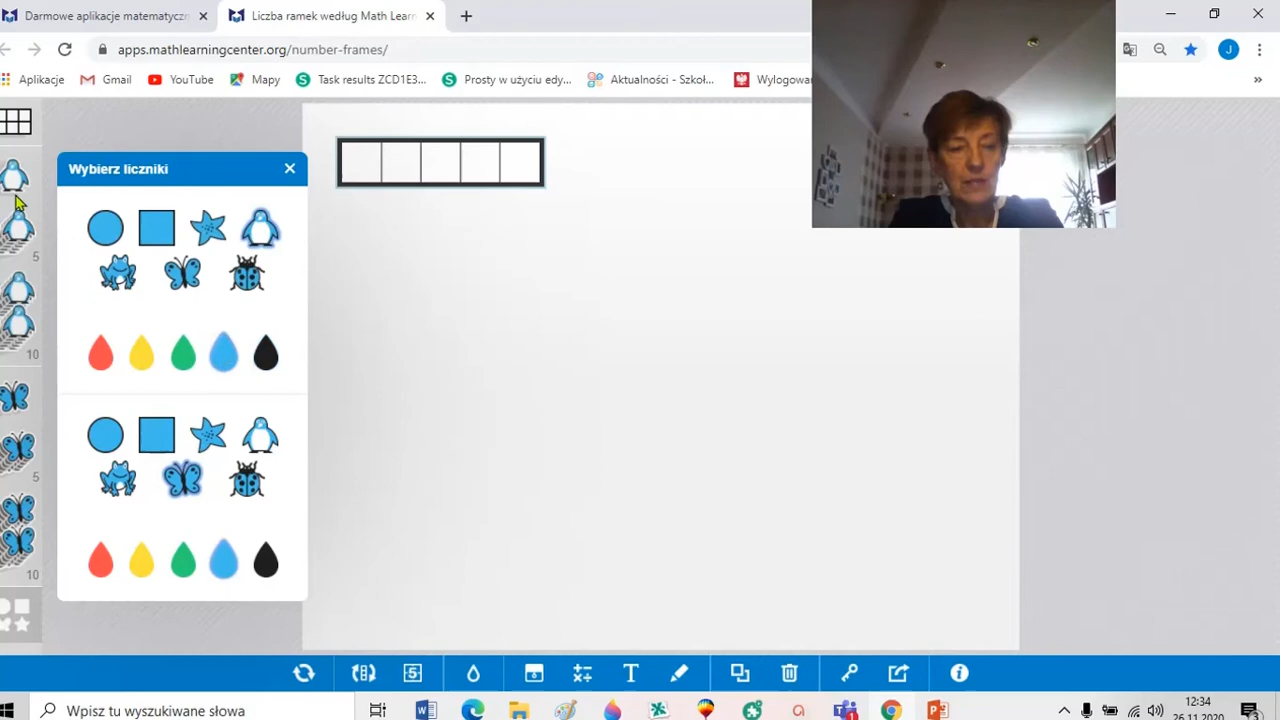 Darmowe aplikacje matematyczn
Liczba ramek według Math Learn
apps.mathlearningcenter.org/number-frames/
J
Aplikacje
Gmail
YouTube
Mapy
Task results ZCD1E3...
Prosty w użyciu edy...
Aktualności - Szkoł...
Wylogowan
»
Wybierz liczniki
5
10
5
10
5
T
Wpisz tu wyszukiwane słowa
12:34
26.11.2020